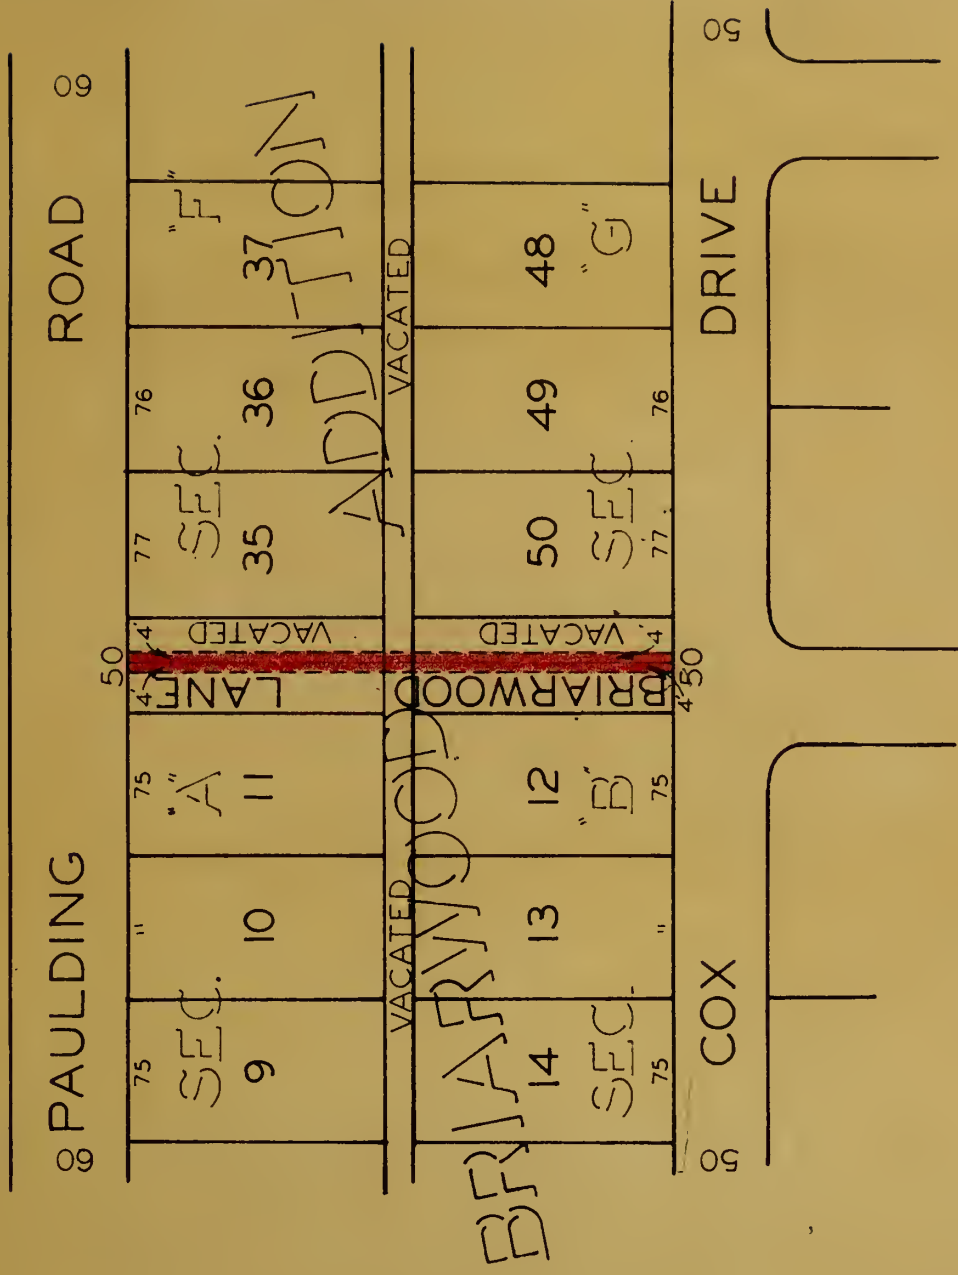 60 PAULDING ROAD 60
50
75 " 75 4' 4' 77 76
SEC. "A" SEC. "F"
9 10 11 35 36 37
LANE VACATED
VACATED VACATED
BRIARWOOD ADDITION
BRIARWOOD VACATED
14 13 12 50 49 48
SEC. "B" SEC. "G"
75 " 75 4' 4' 77 76
50
50 COX DRIVE 50